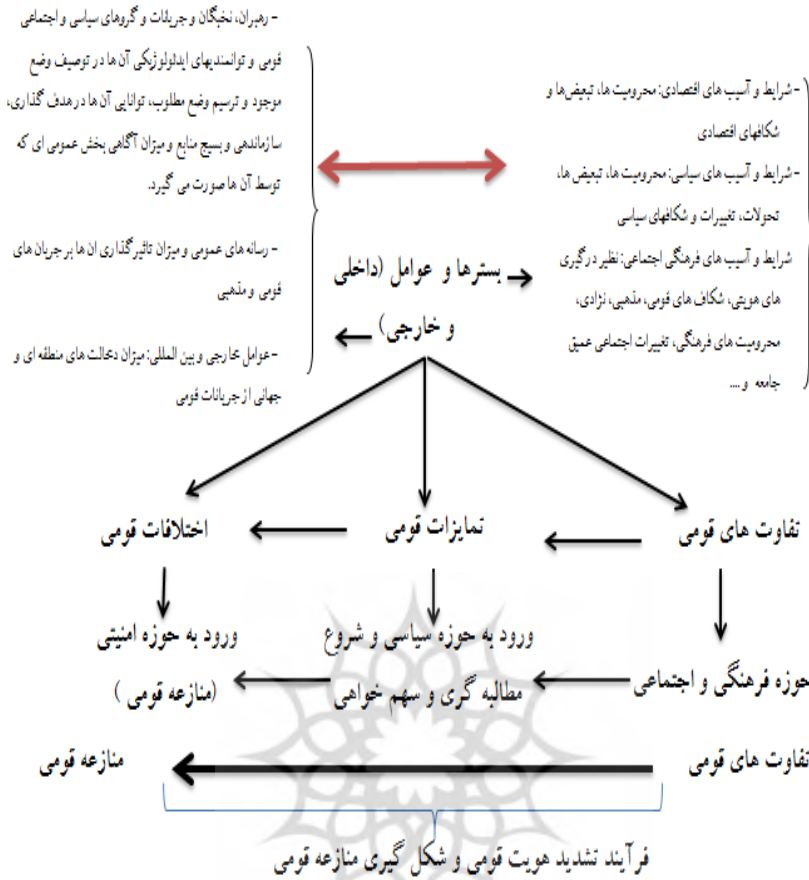 - شرایط و آسیب های اقتصادی: محرومیت ها، تبعیض‌ها و
شکافهای اقتصادی
- شرایط و آسیب های سیاسی: محرومیت ها، تبعیض ها،
تحولات، تغییرات و شکافهای سیاسی
شرایط و آسیب های فرهنگی اجتماعی: نظیر درگیری
های هویتی، شکاف های قومی، مذهبی، نژادی،
محرومیت های فرهنگی، تغییرات اجتماعی عمیق
جامعه و ....
- رهبران، نخبگان و جریانات و گروهای سیاسی و اجتماعی
قومی و توانمندیهای ایدئولوژیکی آن ها در توصیف وضع
موجود و ترسیم وضع مطلوب، توانایی آن ها در هدف گذاری،
سازماندهی و بسیج منابع و میزان آگاهی بخش عمومی ای که
توسط آن ها صورت می گیرد.
- رسانه های عمومی و میزان تاثیرگذاری ان ها بر جریان های
قومی و مذهبی
- عوامل خارجی و بین المللی: میزان دخالت های منطقه ای و
جهانی از جریانات قومی
بسترها و عوامل (داخلی
و خارجی)
تفاوت های قومی
تمایزات قومی
اختلافات قومی
حوزه فرهنگی و اجتماعی
ورود به حوزه سیاسی و شروع
مطالبه گری و سهم خواهی
ورود به حوزه امنیتی
(منازعه قومی )
تفاوت های قومی
منازعه قومی
فرآیند تشدید هویت قومی و شکل گیری منازعه قومی